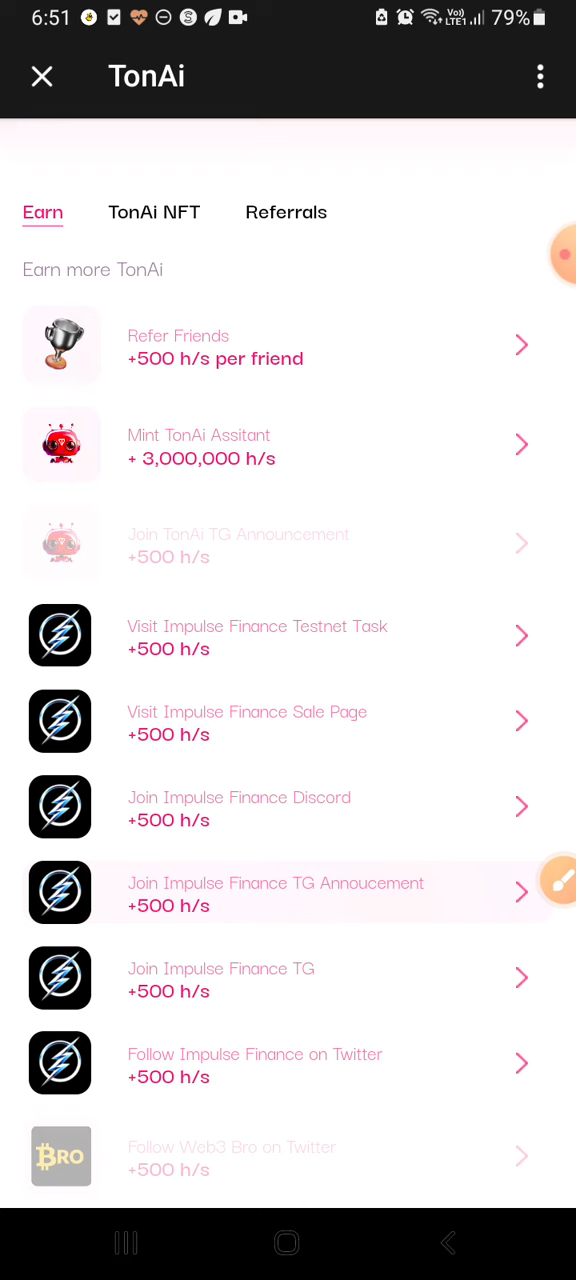 6:51
Vo))
LTE1
79%
TonAi
Earn TonAi NFT Referrals
Earn more TonAi
Refer Friends
+500 h/s per friend
Mint TonAi Assitant
+ 3,000,000 h/s
Join TonAi TG Announcement
+500 h/s
Visit Impulse Finance Testnet Task
+500 h/s
Visit Impulse Finance Sale Page
+500 h/s
Join Impulse Finance Discord
+500 h/s
Join Impulse Finance TG Annoucement
+500 h/s
Join Impulse Finance TG
+500 h/s
Follow Impulse Finance on Twitter
+500 h/s
BRO
Follow Web3 Bro on Twitter
+500 h/s